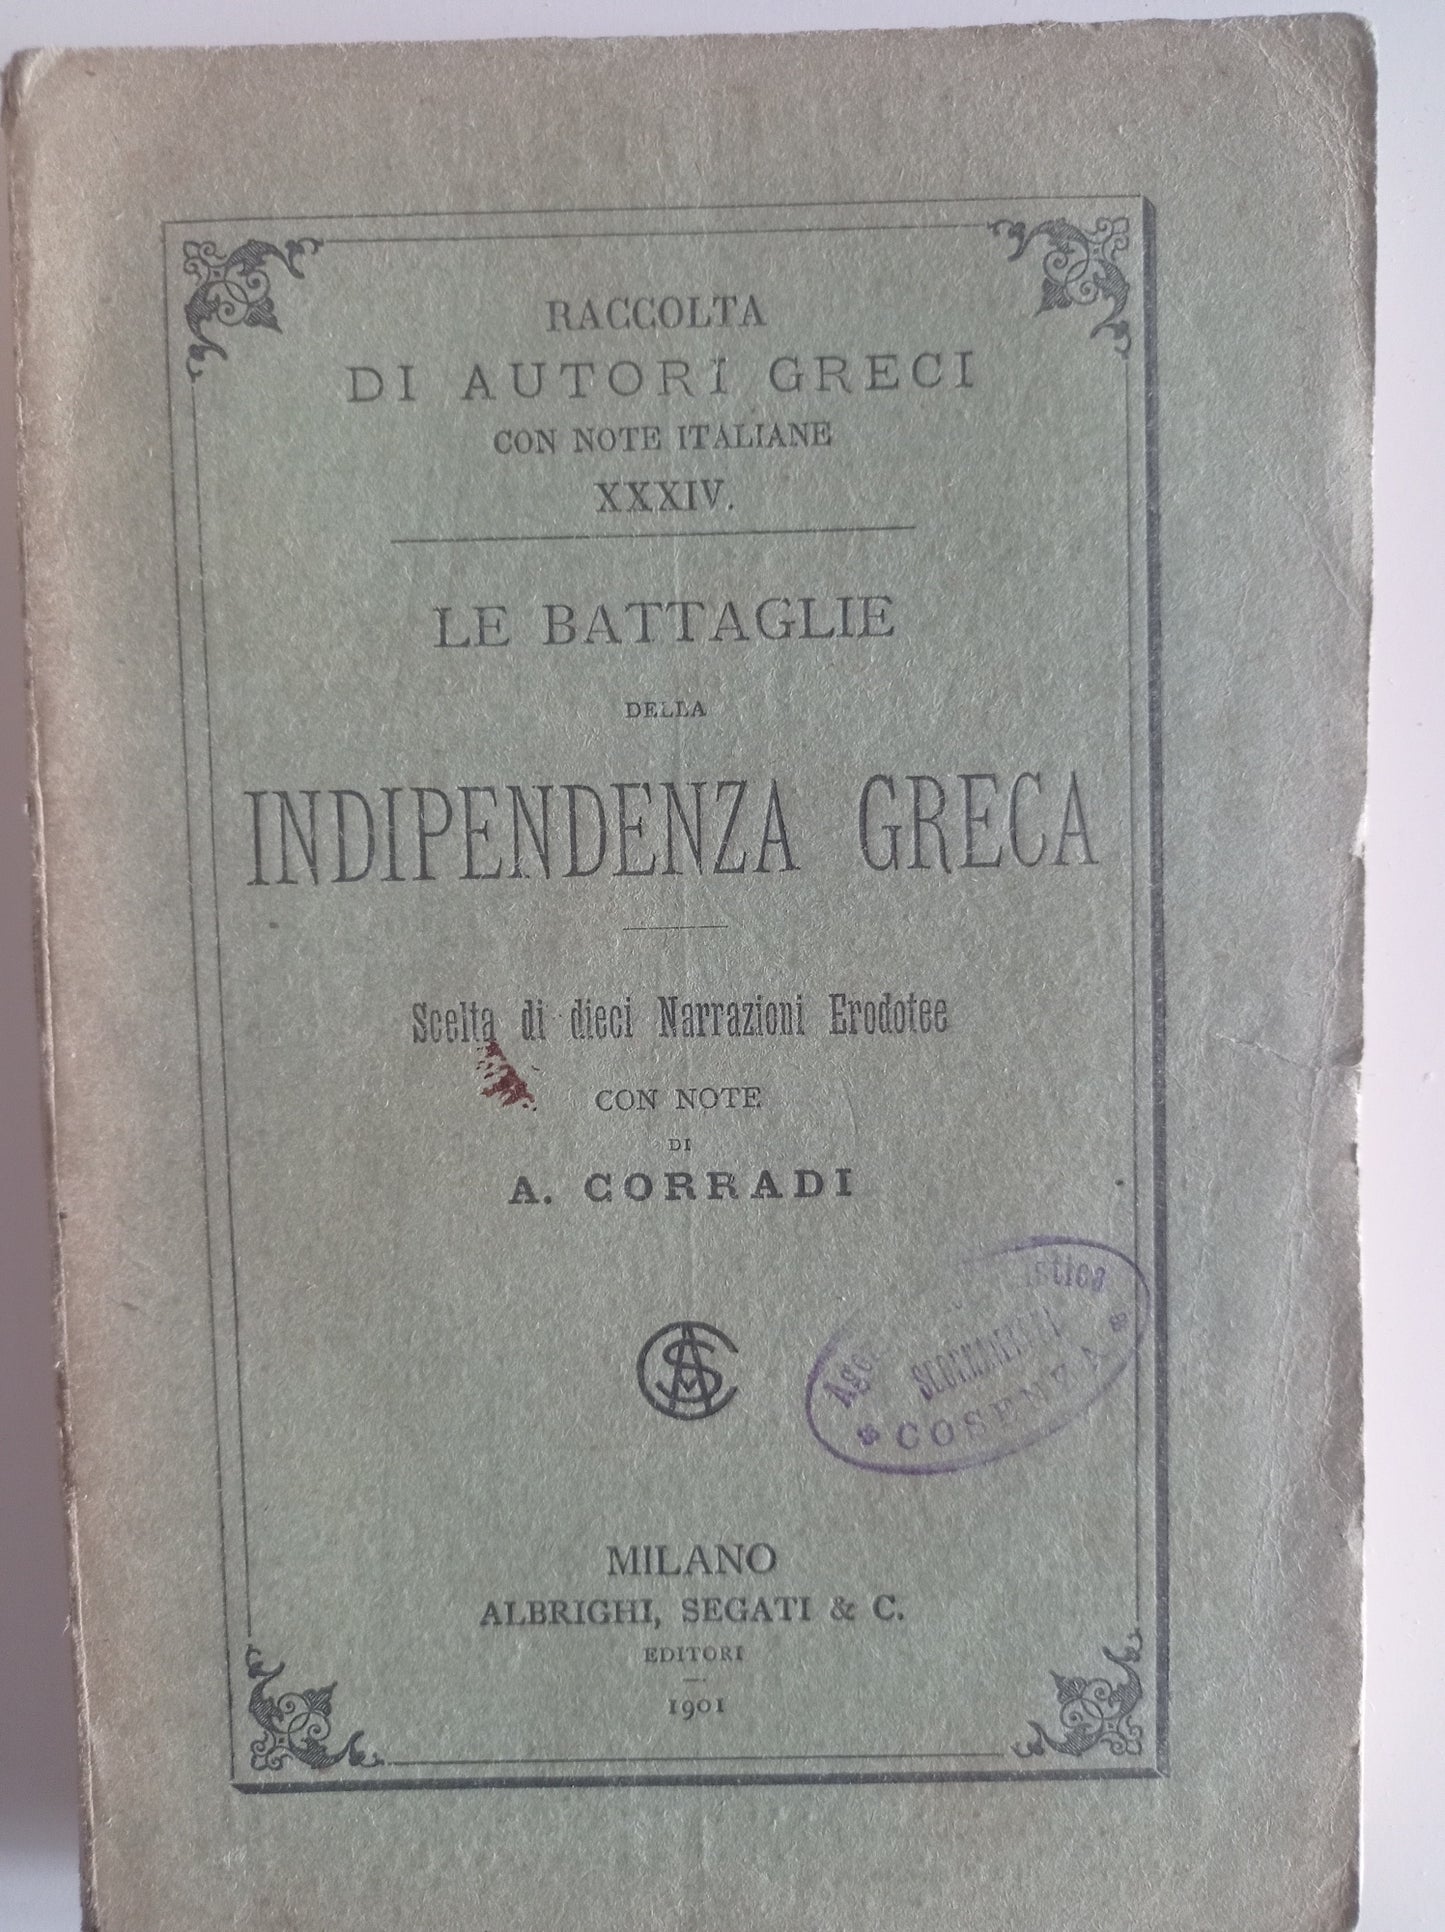 RACCOLTA
DI AUTORI GRECI
CON NOTE ITALIANE
XXXIV.
LE BATTAGLIE
DELLA
INDIPENDENZA GRECA
Scelta di dieci Narrazioni Erodotee
CON NOTE
DI
A. CORRADI
COSENZA
MILANO
ALBRIGHI, SEGATI & C.
EDITORI
1901